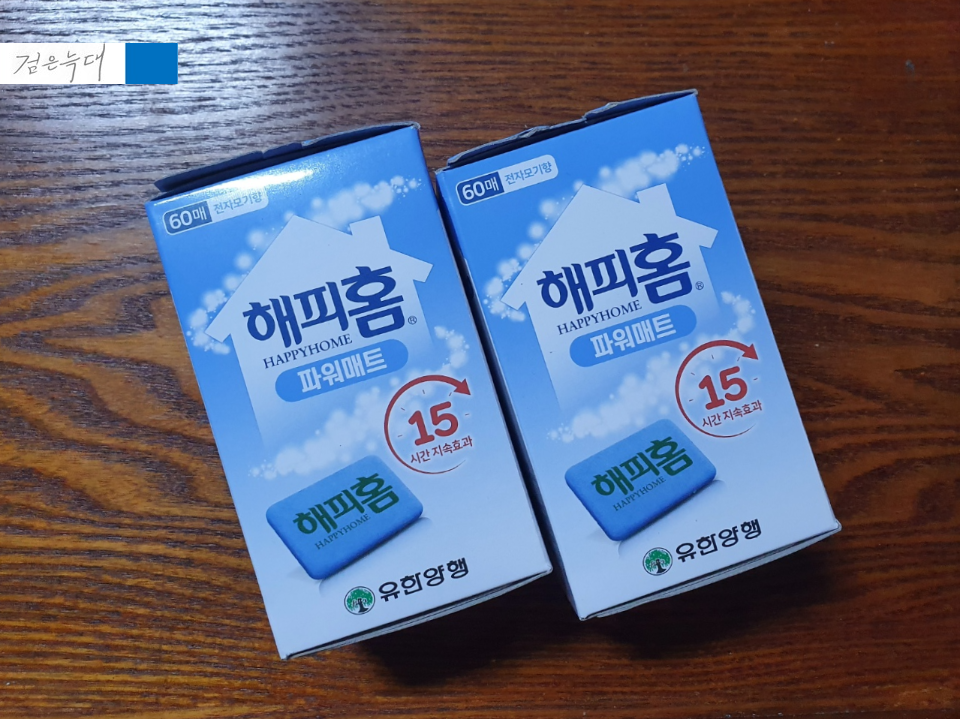 검은늑대
60매 전자모기향
해피홈®
HAPPYHOME
파워매트
15
시간 지속효과
해피홈
HAPPYHOME
유한양행
60매 전자모기향
해피홈®
HAPPYHOME
파워매트
15
시간 지속효과
해피홈
HAPPYHOME
유한양행